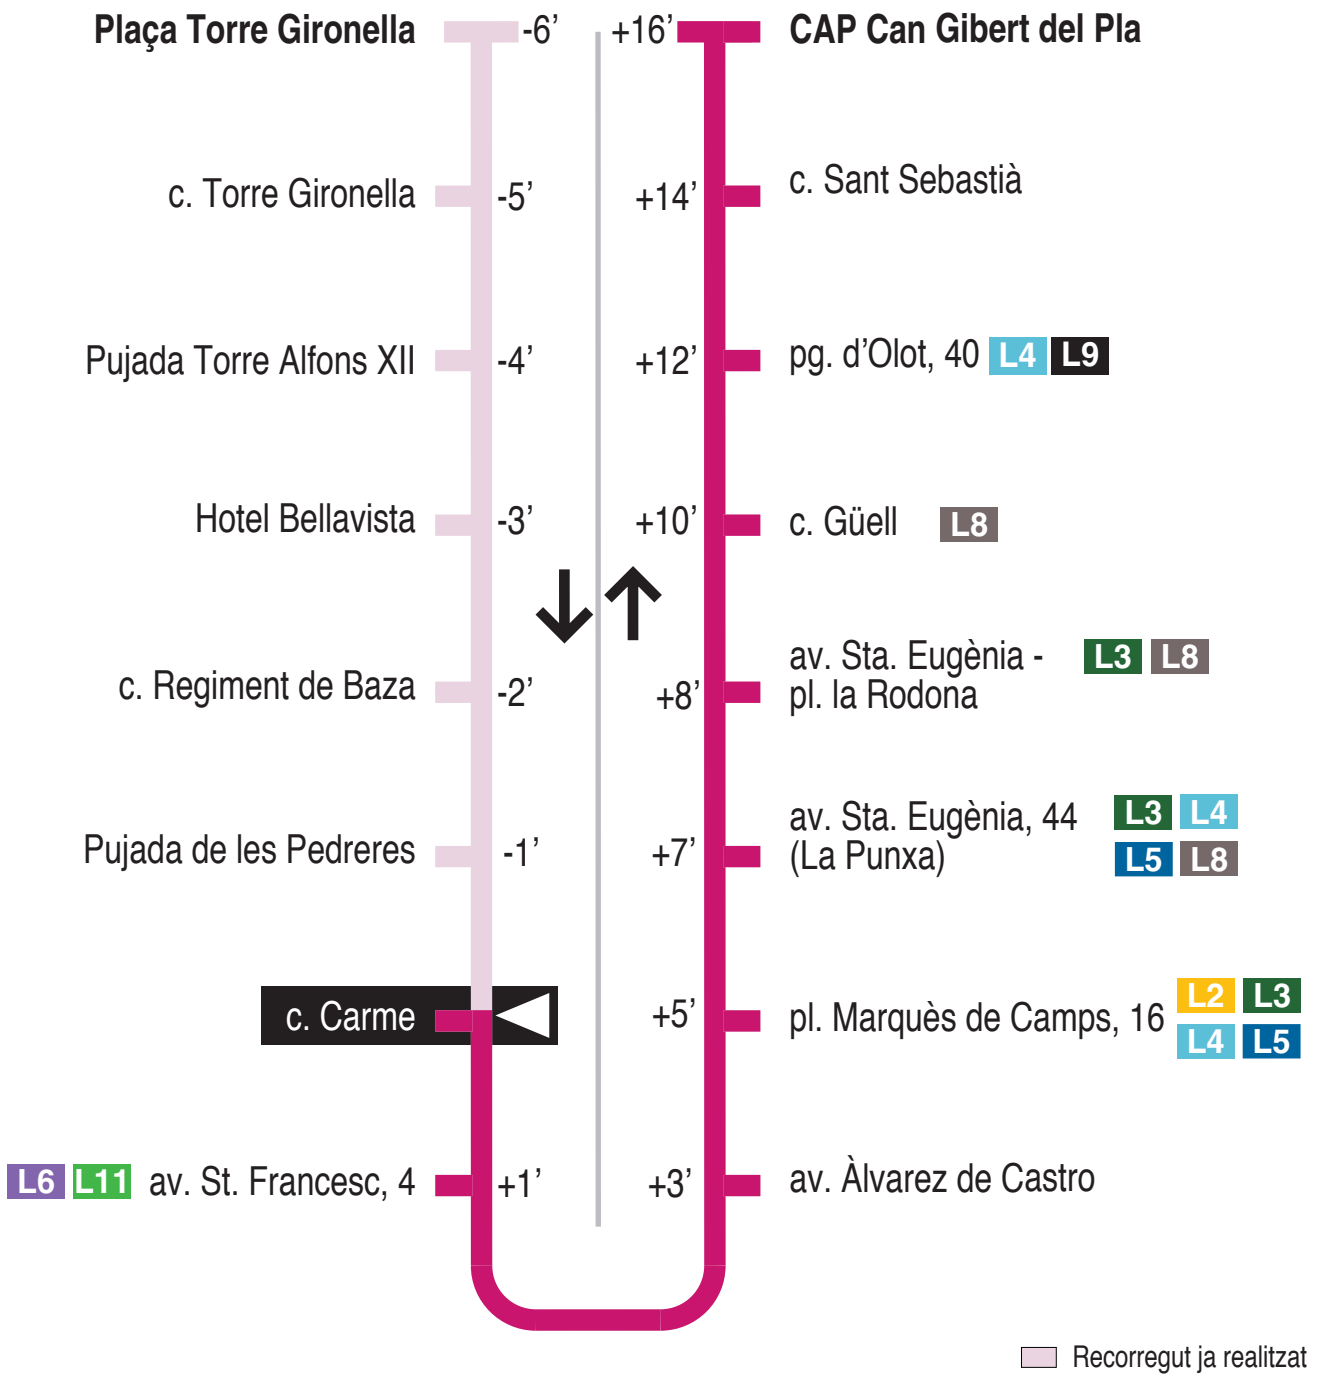 Plaça Torre Gironella -6’
c. Torre Gironella -5’
Pujada Torre Alfons XII -4’
Hotel Bellavista -3’
c. Regiment de Baza -2’
Pujada de les Pedreres -1’
c. Carme
L6 L11 av. St. Francesc, 4 +1’
+16’ CAP Can Gibert del Pla
+14’ c. Sant Sebastià
+12’ pg. d’Olot, 40 L4 L9
+10’ c. Güell L8
av. Sta. Eugènia - L3 L8
+8’ pl. la Rodona
av. Sta. Eugènia, 44 L3 L4
+7’ (La Punxa) L5 L8
+5’ pl. Marquès de Camps, 16 L2 L3
L4 L5
+3’ av. Àlvarez de Castro
Recorregut ja realitzat